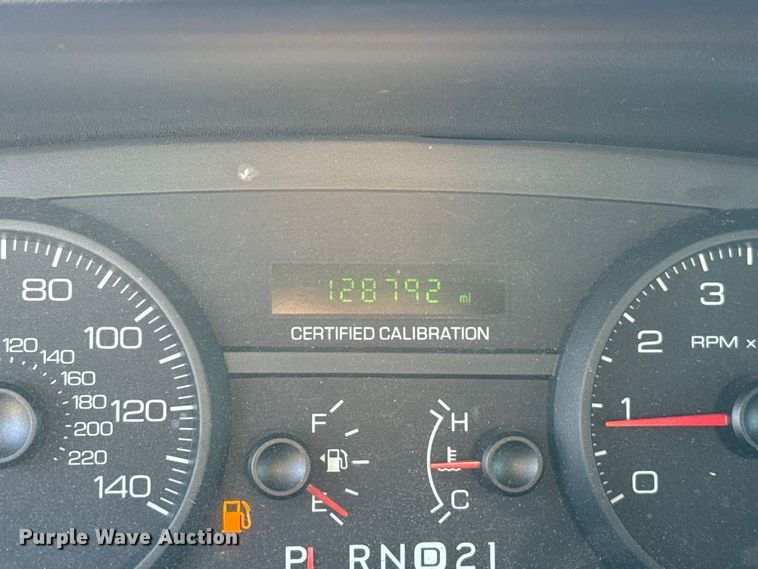 128792 mi
CERTIFIED CALIBRATION
80
100
120
140
120
140
160
180
200
220
F
E
H
C
3
2
1
0
RPM x
P R N D 2 1
Purple Wave Auction